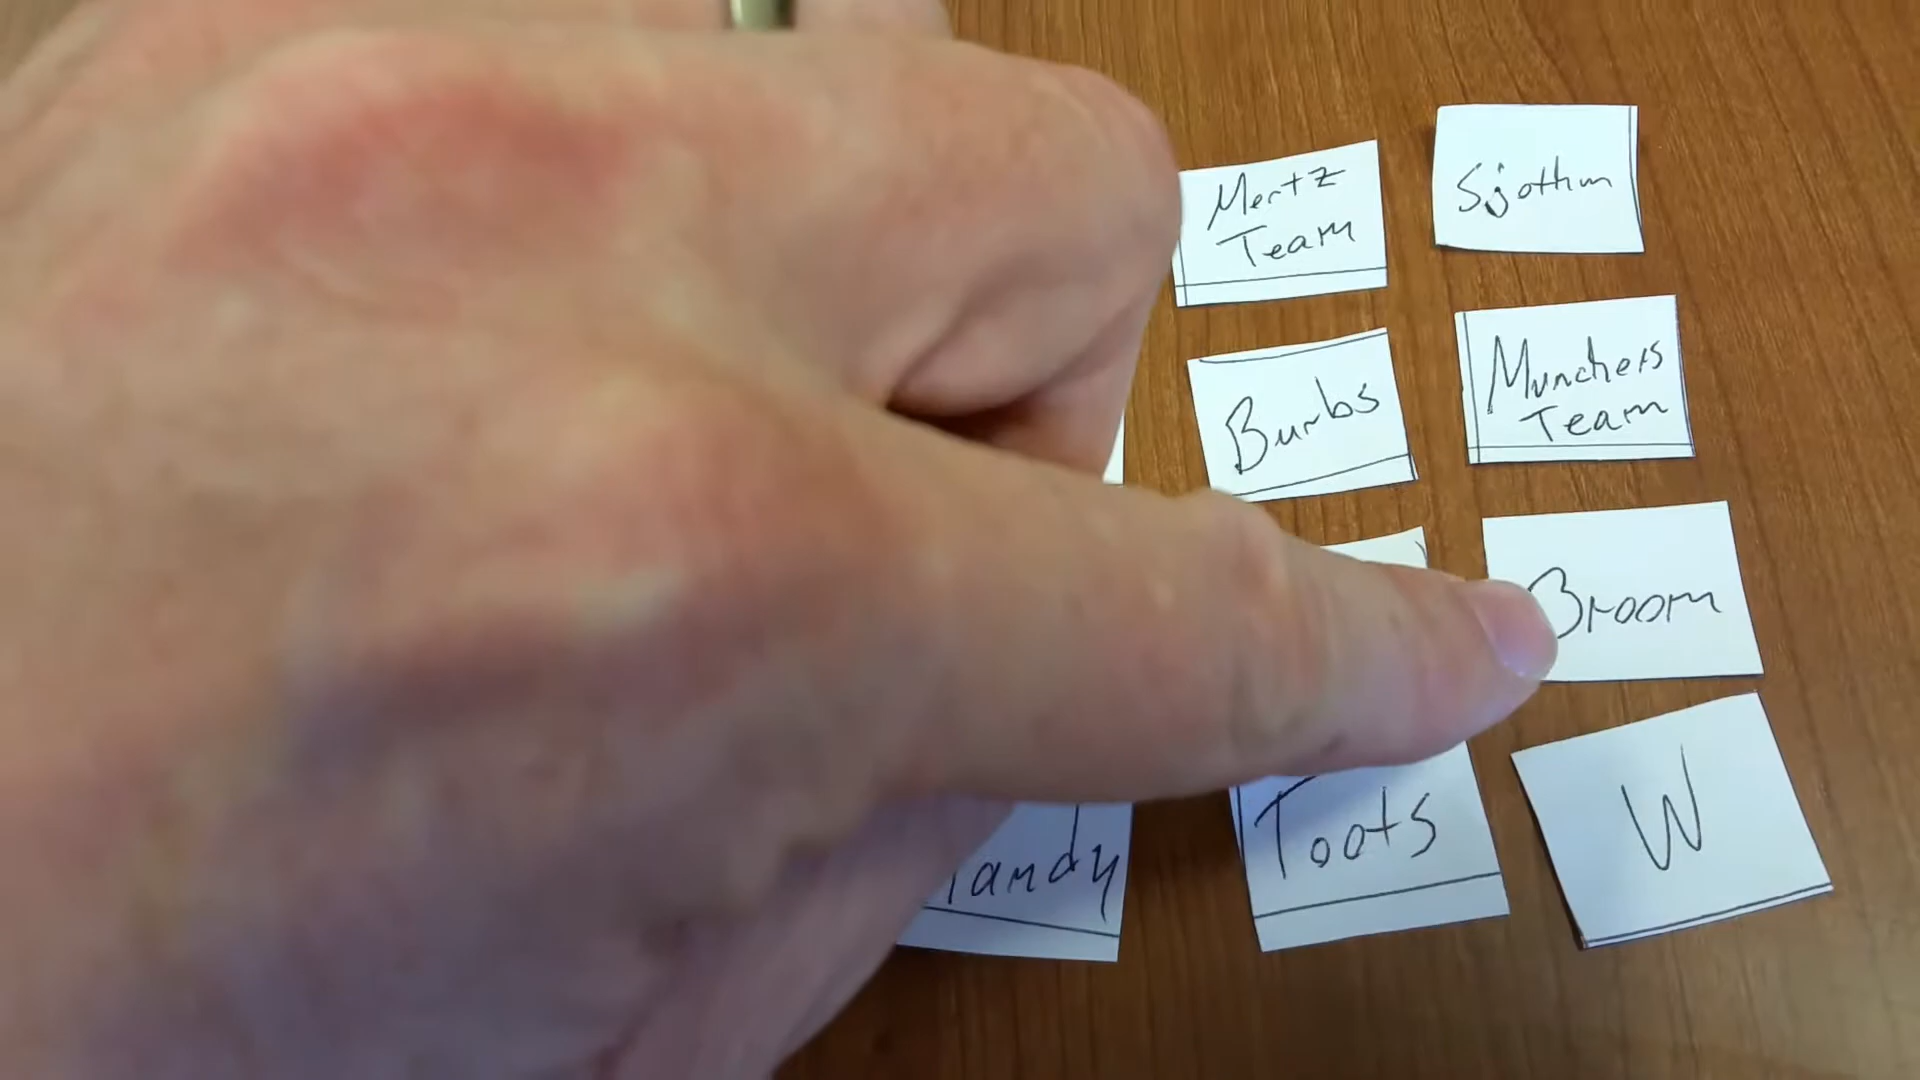 Mertz
Team
Sjothun
Burbs
Munchers
Team
Broom
Toots
W